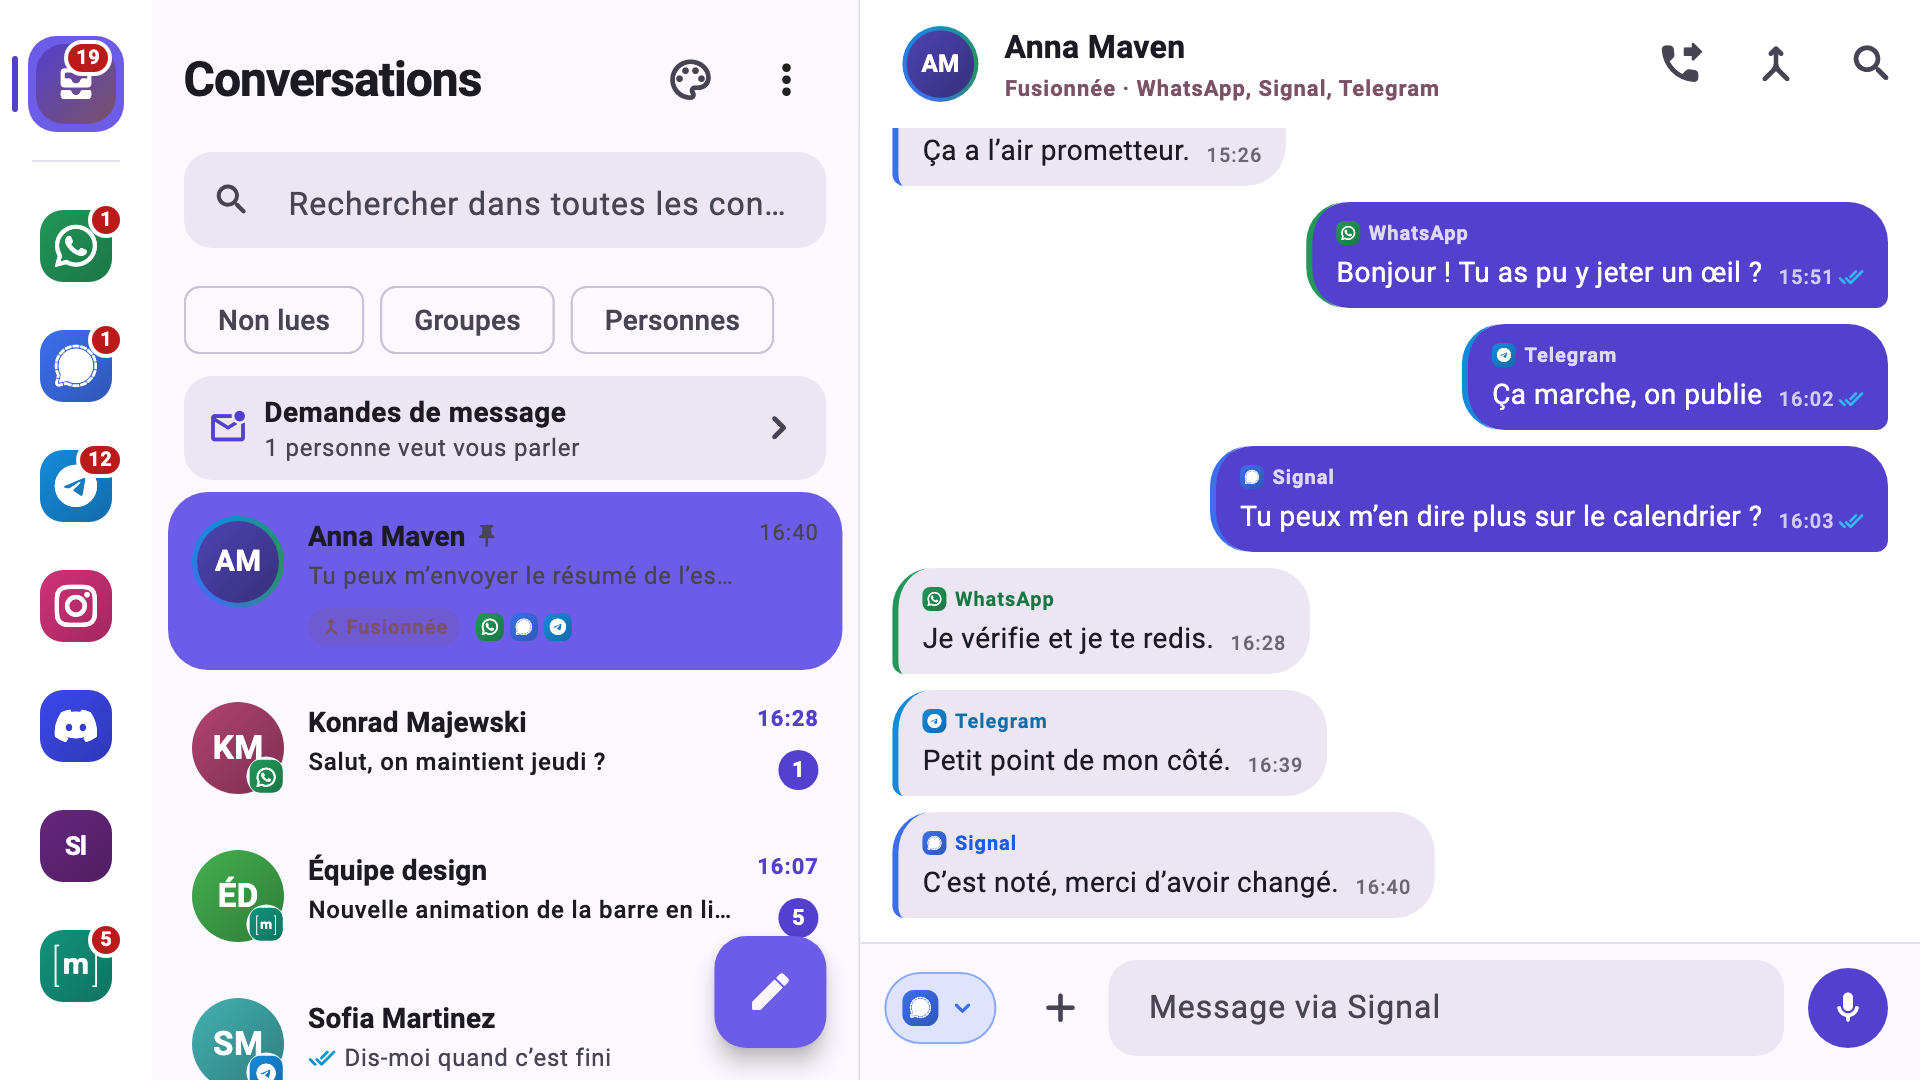 19
1
1
12
SI
[m]
5
Conversations
Rechercher dans toutes les con…
Non lues
Groupes
Personnes
Demandes de message
1 personne veut vous parler
AM
Anna Maven
16:40
Tu peux m’envoyer le résumé de l’es…
Fusionnée
KM
Konrad Majewski
16:28
Salut, on maintient jeudi ?
1
ÉD
[m]
Équipe design
16:07
Nouvelle animation de la barre en li…
5
SM
Sofia Martinez
Dis-moi quand c’est fini
AM
Anna Maven
Fusionnée · WhatsApp, Signal, Telegram
Ça a l’air prometteur. 15:26
WhatsApp
Bonjour ! Tu as pu y jeter un œil ? 15:51
Telegram
Ça marche, on publie 16:02
Signal
Tu peux m’en dire plus sur le calendrier ? 16:03
WhatsApp
Je vérifie et je te redis. 16:28
Telegram
Petit point de mon côté. 16:39
Signal
C’est noté, merci d’avoir changé. 16:40
Message via Signal